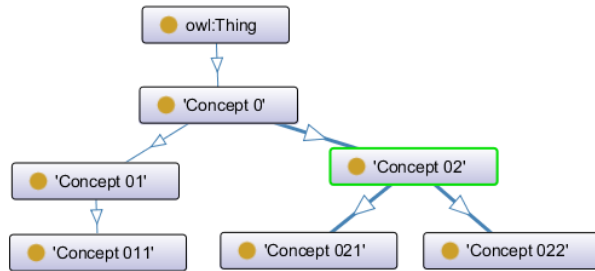 owl:Thing
'Concept 0'
'Concept 02'
'Concept 01'
'Concept 011'
'Concept 021'
'Concept 022'